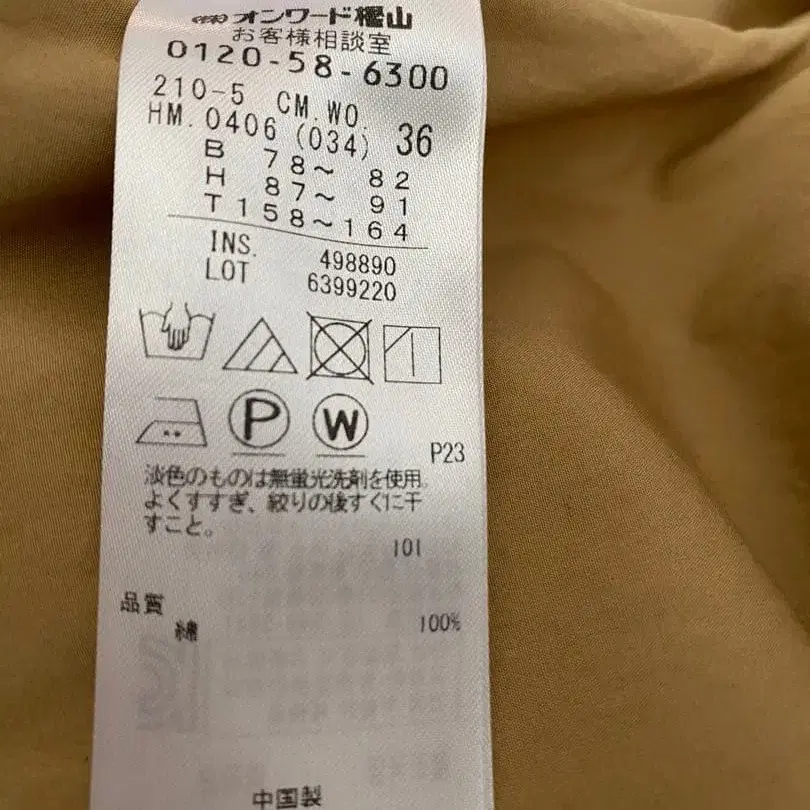 ㈱オンワード樫山
お客様相談室
0120-58-6300
210-5 CM.WO.
HM.0406 (034) 36
B 78～ 82
H 87～ 91
T158～164
INS. 498890
LOT 6399220
P
W
P23
淡色のものは無蛍光洗剤を使用。
よくすすぎ、絞りの後すぐに干
すこと。
101
品質
綿 100%
中国製